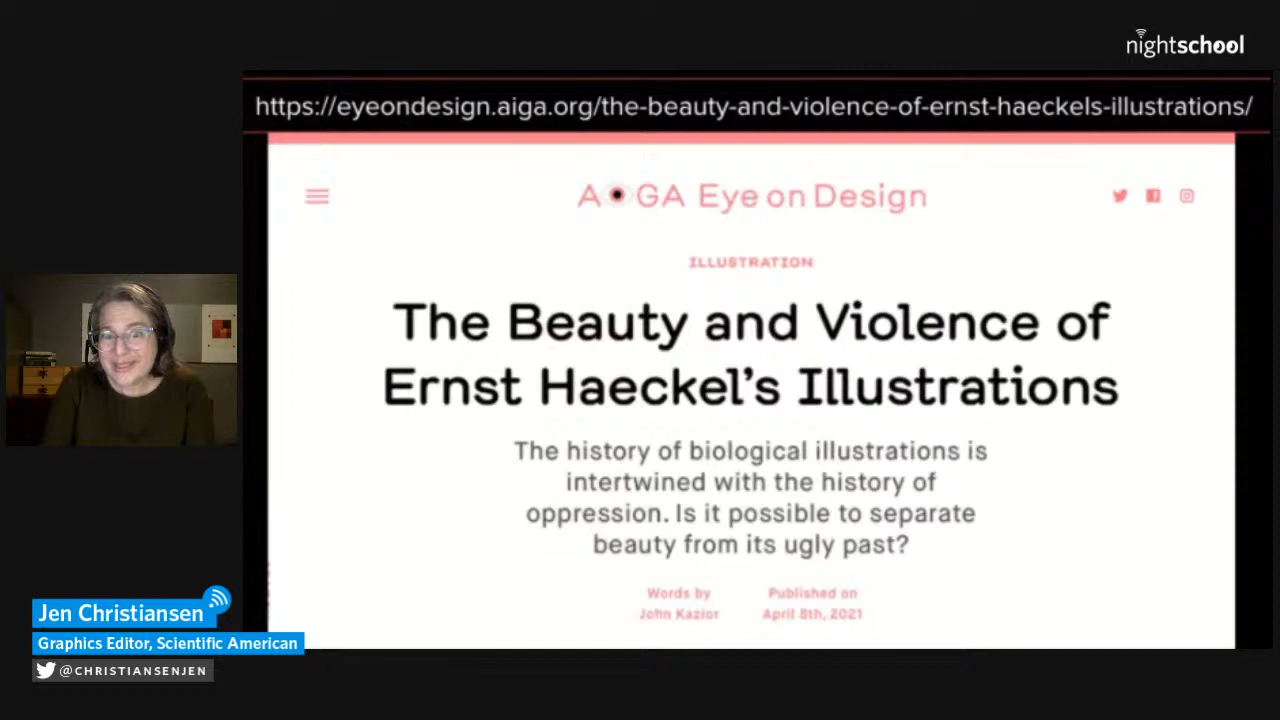 nightschool
https://eyeondesign.aiga.org/the-beauty-and-violence-of-ernst-haeckels-illustrations/
AIGA Eye on Design
ILLUSTRATION
The Beauty and Violence of
Ernst Haeckel's Illustrations
The history of biological illustrations is
intertwined with the history of
oppression. Is it possible to separate
beauty from its ugly past?
Words by
John Kazior
Published on
April 8th, 2021
Jen Christiansen
Graphics Editor, Scientific American
@CHRISTIANSENJEN